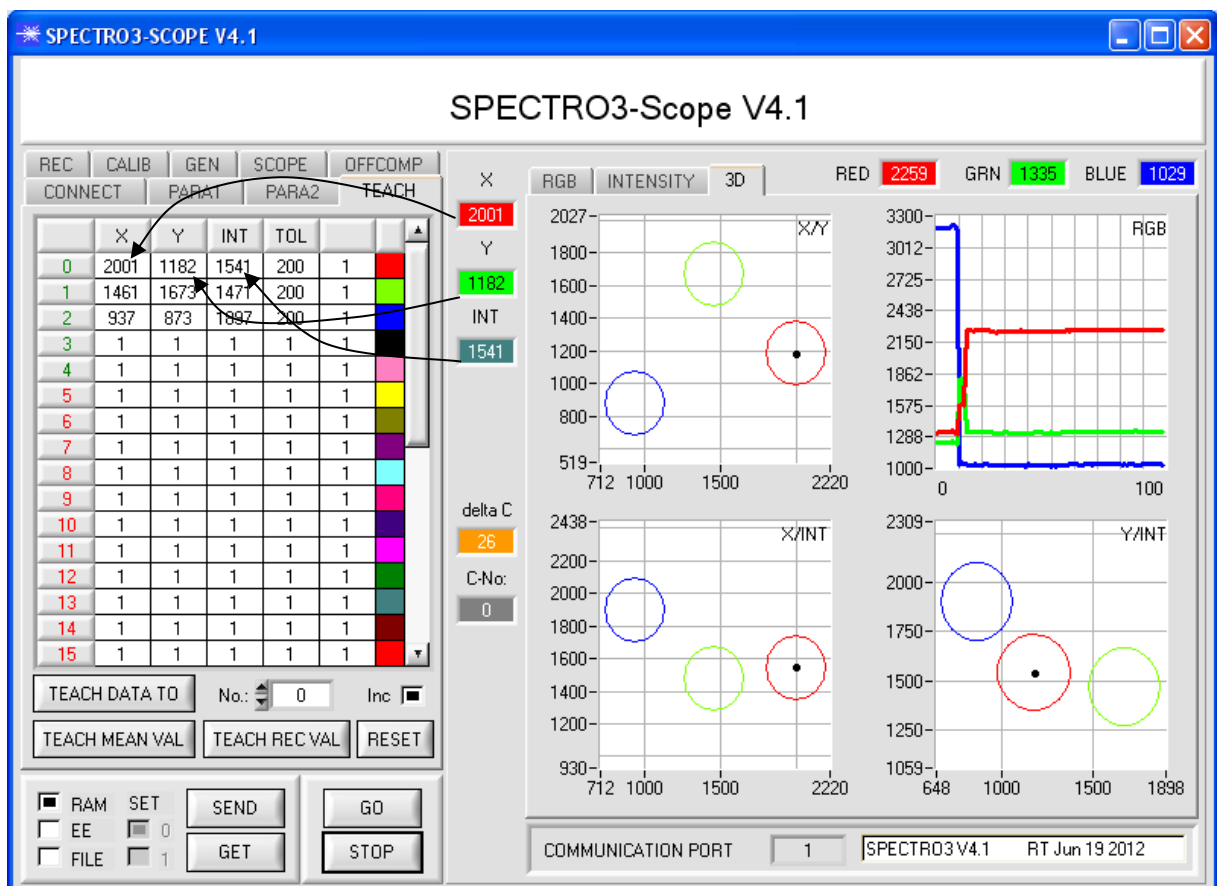 SPECTRO3-SCOPE V4.1
SPECTRO3-Scope V4.1
REC CALIB GEN SCOPE OFFCOMP
CONNECT PARA1 PARA2 TEACH
X Y INT TOL
0 2001 1182 1541 200 1
1 1461 1673 1471 200 1
2 937 873 1897 200 1
3 1 1 1 1 1
4 1 1 1 1 1
5 1 1 1 1 1
6 1 1 1 1 1
7 1 1 1 1 1
8 1 1 1 1 1
9 1 1 1 1 1
10 1 1 1 1 1
11 1 1 1 1 1
12 1 1 1 1 1
13 1 1 1 1 1
14 1 1 1 1 1
15 1 1 1 1 1
TEACH DATA TO No.: 0 Inc
TEACH MEAN VAL TEACH REC VAL RESET
RAM SET SEND GO
EE 0
FILE 1 GET STOP
X
2001
Y
1182
INT
1541
delta C
26
C-No:
0
RGB INTENSITY 3D
RED 2259 GRN 1335 BLUE 1029
X/Y
2027
1800
1600
1400
1200
1000
800
519
712 1000 1500 2220
RGB
3300
3012
2725
2438
2150
1862
1575
1288
1000
0 100
X/INT
2438
2200
2000
1800
1600
1400
1200
930
712 1000 1500 2220
Y/INT
2309
2000
1750
1500
1250
1059
648 1000 1500 1898
COMMUNICATION PORT 1 SPECTRO3 V4.1 RT Jun 19 2012